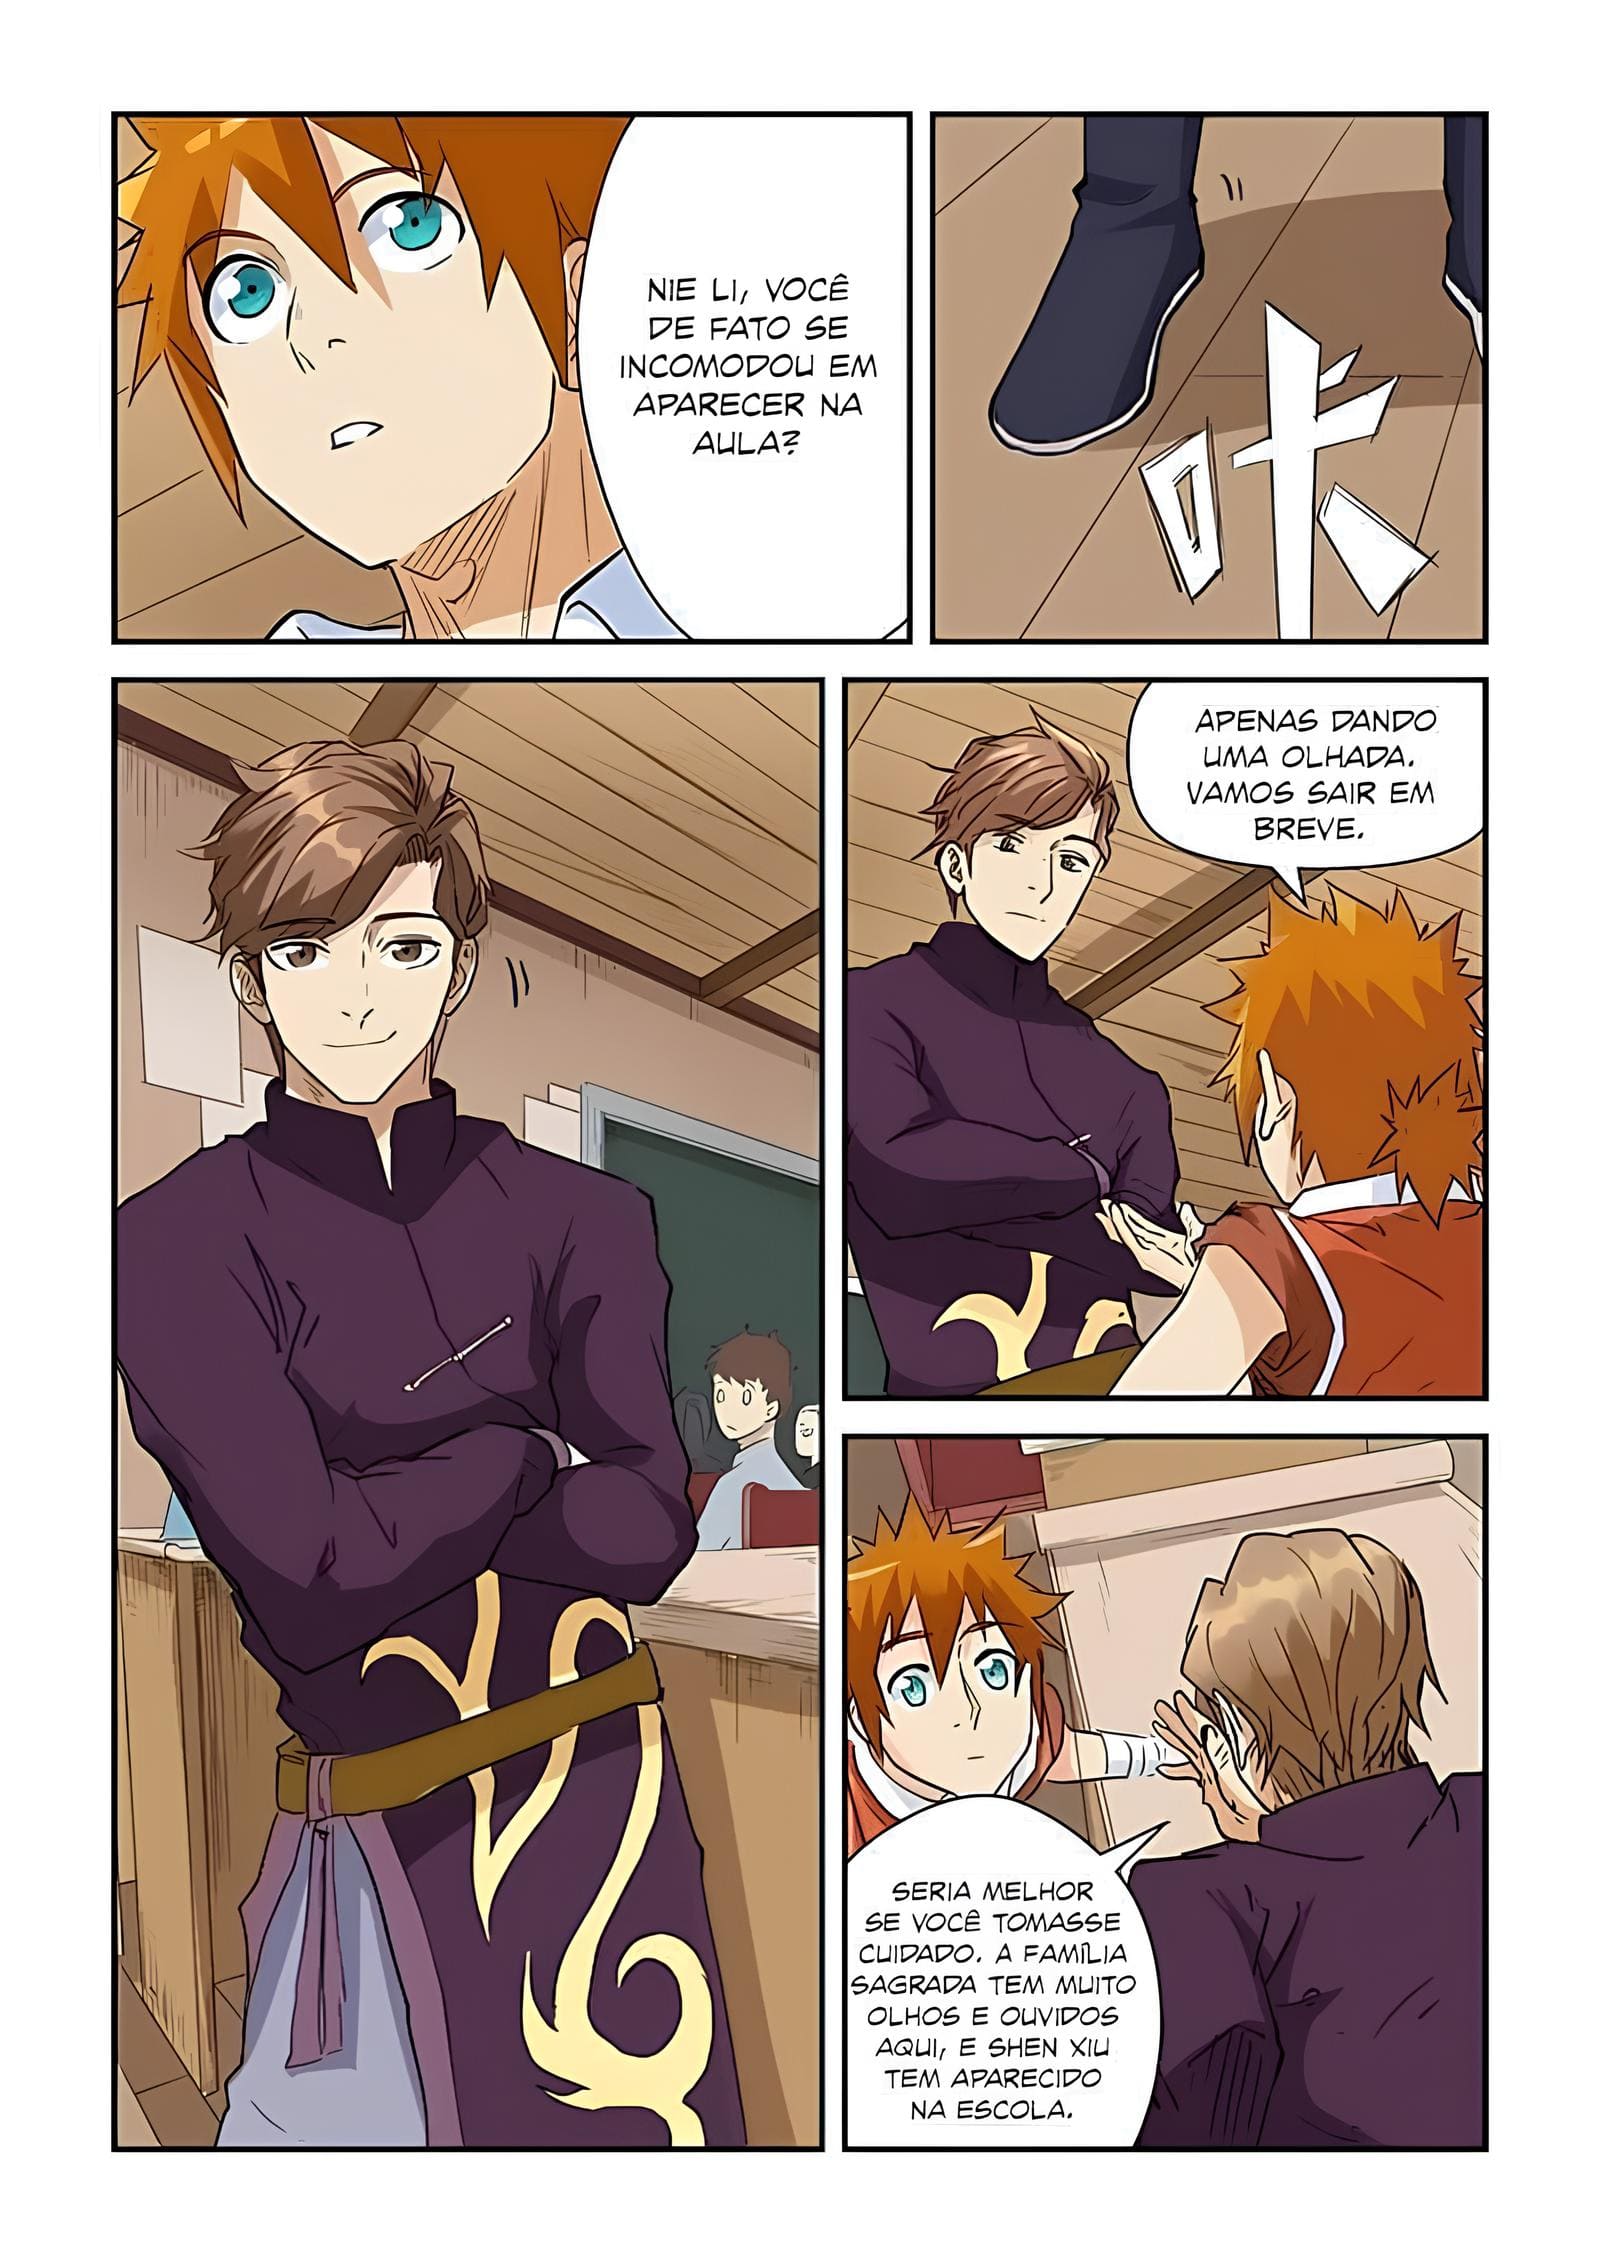 NIE LI, VOCÊ
DE FATO SE
INCOMODOU EM
APARECER NA
AULA?
APENAS DANDO
UMA OLHADA.
VAMOS SAIR EM
BREVE.
SERIA MELHOR
SE VOCÊ TOMASSE
CUIDADO. A FAMÍLIA
SAGRADA TEM MUITO
OLHOS E OUVIDOS
AQUI, E SHEN XIU
TEM APARECIDO
NA ESCOLA.